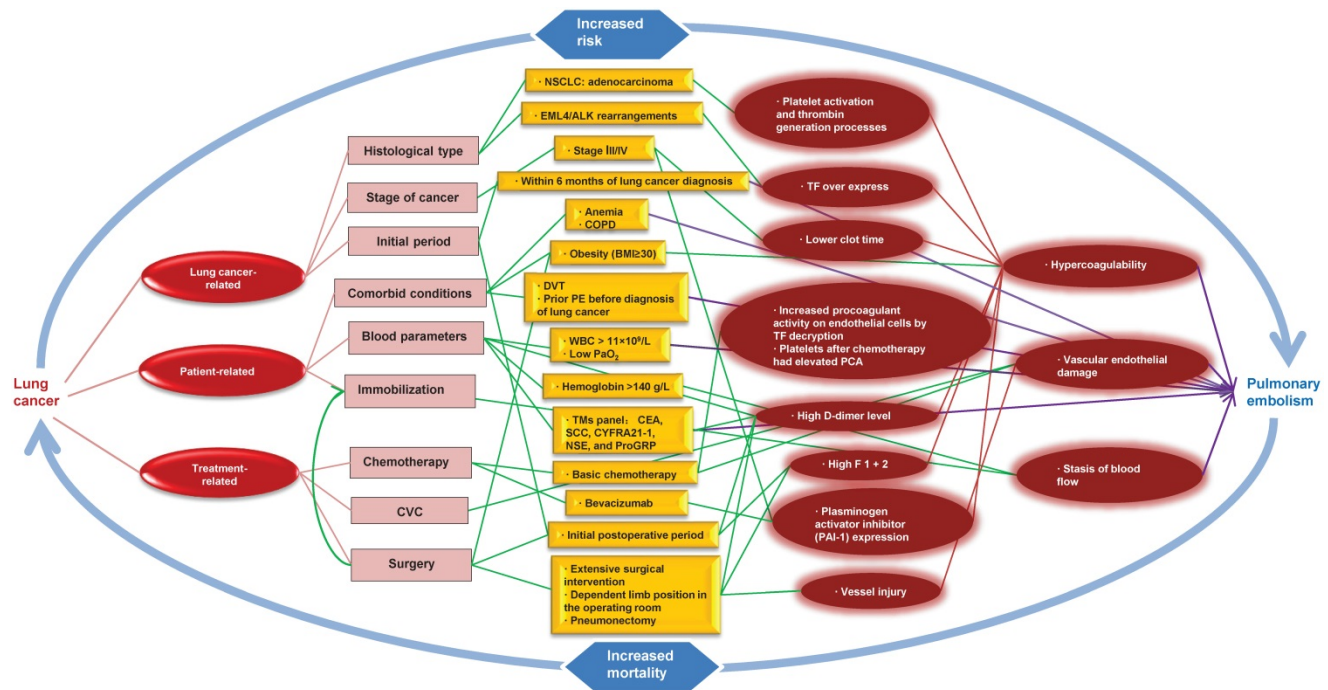 Increased
risk
Lung
cancer
Lung cancer-
related
Patient-related
Treatment-
related
Histological type
Stage of cancer
Initial period
Comorbid conditions
Blood parameters
Immobilization
Chemotherapy
CVC
Surgery
· NSCLC: adenocarcinoma
· EML4/ALK rearrangements
· Stage III/IV
· Within 6 months of lung cancer diagnosis
· Anemia
· COPD
· Obesity (BMI≥30)
· DVT
· Prior PE before diagnosis
of lung cancer
· WBC > 11×10⁹/L
· Low PaO₂
· Hemoglobin >140 g/L
· TMs panel: CEA,
SCC, CYFRA21-1,
NSE, and ProGRP
· Basic chemotherapy
· Bevacizumab
· Initial postoperative period
· Extensive surgical
intervention
· Dependent limb position in
the operating room
· Pneumonectomy
· Platelet activation
and thrombin
generation processes
· TF over express
· Lower clot time
· Increased procoagulant
activity on endothelial cells by
TF decryption
· Platelets after chemotherapy
had elevated PCA
· High D-dimer level
· High F 1 + 2
· Plasminogen
activator inhibitor
(PAI-1) expression
· Vessel injury
· Hypercoagulability
· Vascular endothelial
damage
· Stasis of blood
flow
Pulmonary
embolism
Increased
mortality